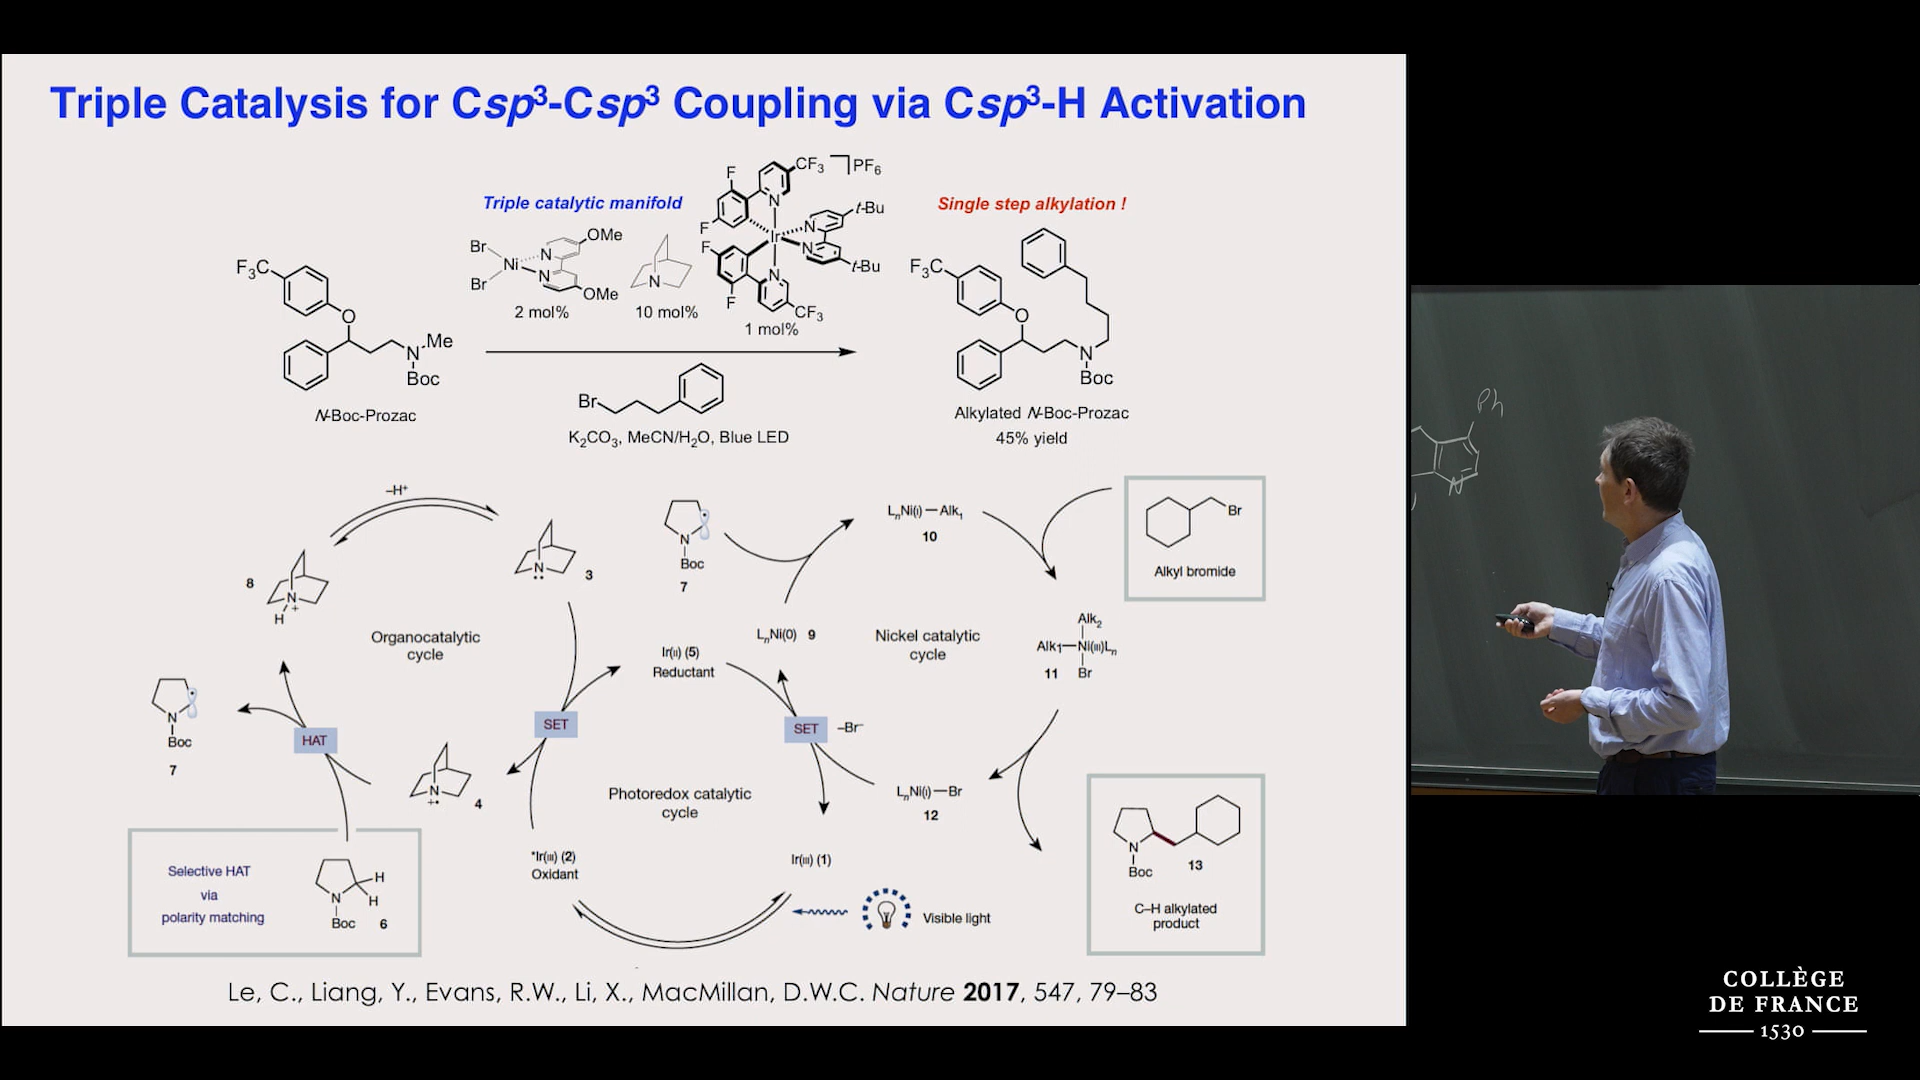 Triple Catalysis for Csp³-Csp³ Coupling via Csp³-H Activation
Triple catalytic manifold
Single step alkylation !
F₃C
O
N
Me
Boc
N-Boc-Prozac
Br
Br
Ni
N
N
OMe
OMe
2 mol%
N
10 mol%
F
F
F
F
CF₃
CF₃
N
N
N
N
Ir
t-Bu
t-Bu
PF₆
1 mol%
Br
K₂CO₃, MeCN/H₂O, Blue LED
F₃C
O
N
Boc
Alkylated N-Boc-Prozac
45% yield
–H⁺
8
N
H
+
N
3
Organocatalytic
cycle
N
Boc
7
HAT
N
+•
4
Selective HAT
via
polarity matching
N
H
H
Boc
6
N
Boc
7
SET
Ir(II) (5)
Reductant
Photoredox catalytic
cycle
*Ir(III) (2)
Oxidant
Ir(III) (1)
Visible light
SET
–Br⁻
LₙNi(0) 9
LₙNi(I)—Alk₁
10
Nickel catalytic
cycle
Br
Alkyl bromide
Alk₂
Alk₁—Ni(III)Lₙ
11
Br
LₙNi(I)—Br
12
N
Boc
13
C–H alkylated
product
Le, C., Liang, Y., Evans, R.W., Li, X., MacMillan, D.W.C. Nature 2017, 547, 79–83
Ph
N
COLLÈGE
DE FRANCE
1530